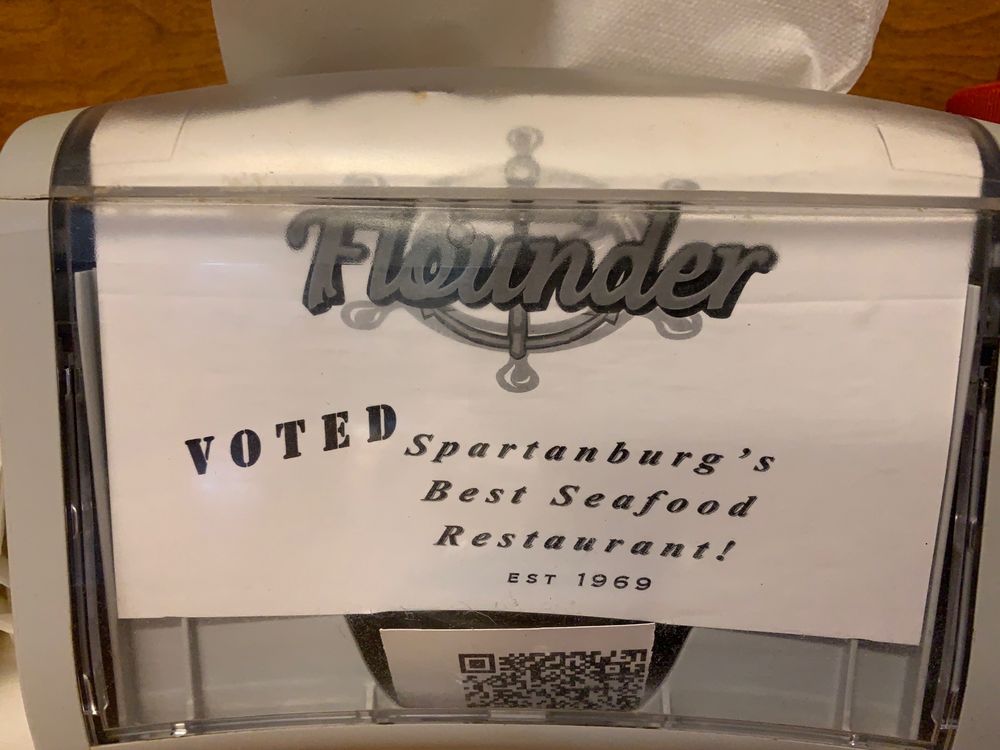 Flounder
VOTED Spartanburg's
Best Seafood
Restaurant!
EST 1969